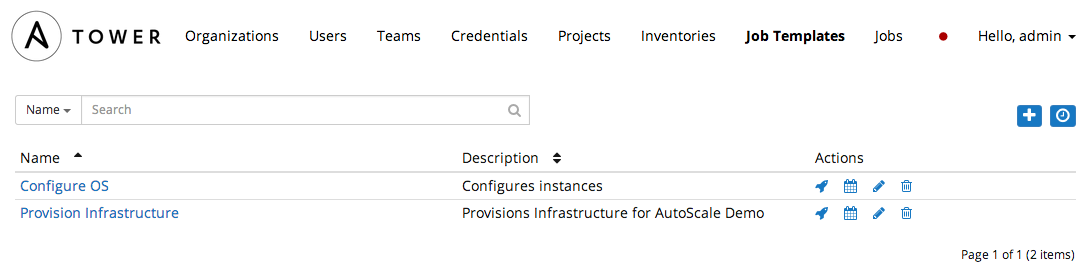 A TOWER Organizations Users Teams Credentials Projects Inventories Job Templates Jobs Hello, admin
Name Search
Name Description Actions
Configure OS Configures instances
Provision Infrastructure Provisions Infrastructure for AutoScale Demo
Page 1 of 1 (2 items)